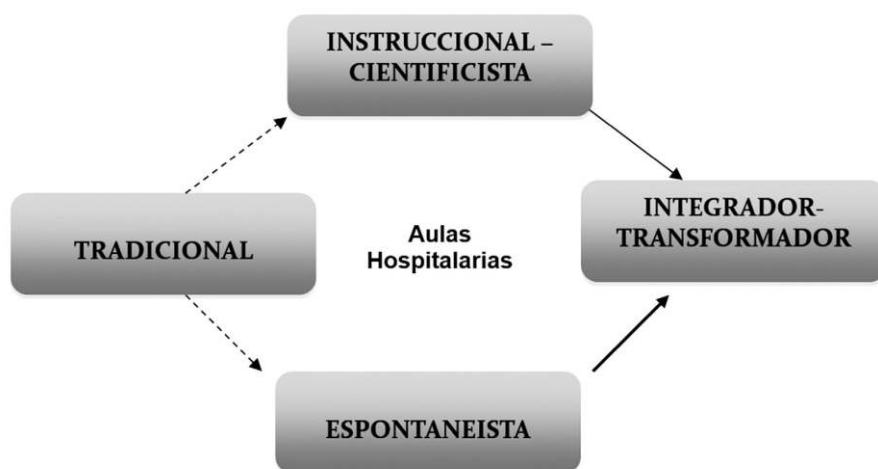 INSTRUCCIONAL –
CIENTIFICISTA
TRADICIONAL
Aulas
Hospitalarias
INTEGRADOR-
TRANSFORMADOR
ESPONTANEISTA